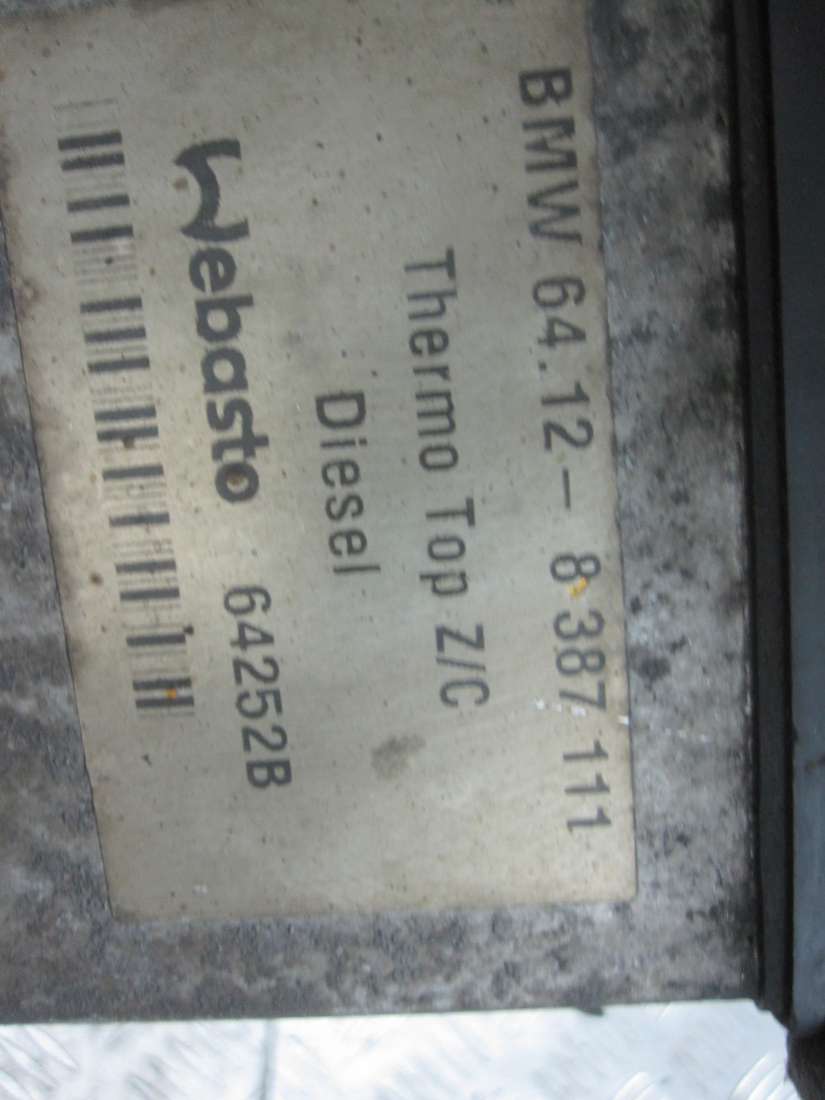 BMW 64.12 – 8 387 111
Thermo Top Z/C
Diesel
Webasto 64252B